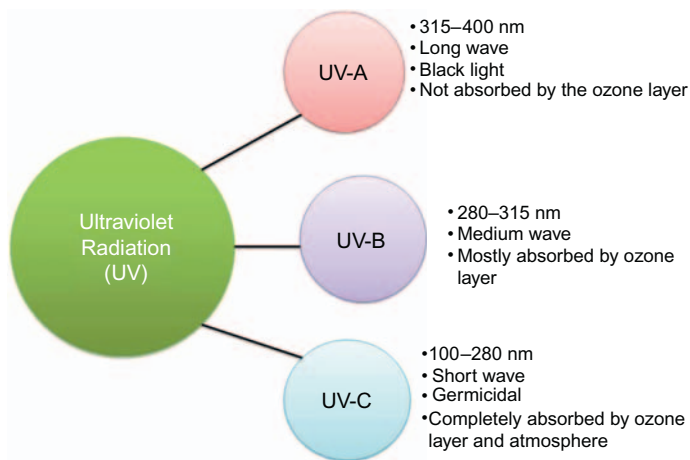 Ultraviolet
Radiation
(UV)
UV-A
•315–400 nm
•Long wave
•Black light
•Not absorbed by the ozone layer
UV-B
•280–315 nm
•Medium wave
•Mostly absorbed by ozone
layer
UV-C
•100–280 nm
•Short wave
•Germicidal
•Completely absorbed by ozone
layer and atmosphere